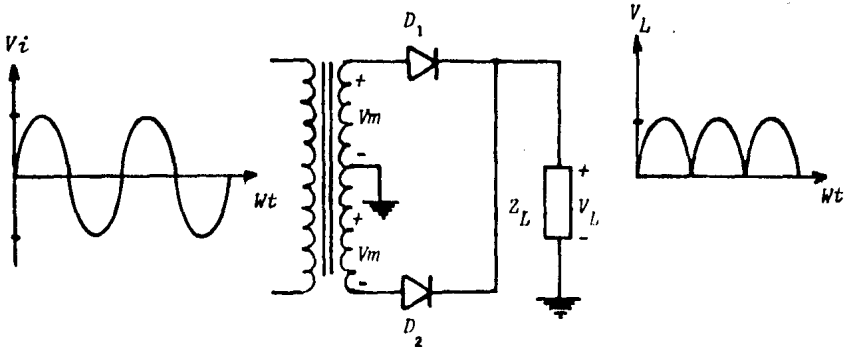 Vi
Wt
D1
+
Vm
-
+
Vm
-
D2
ZL
+
VL
-
VL
Wt